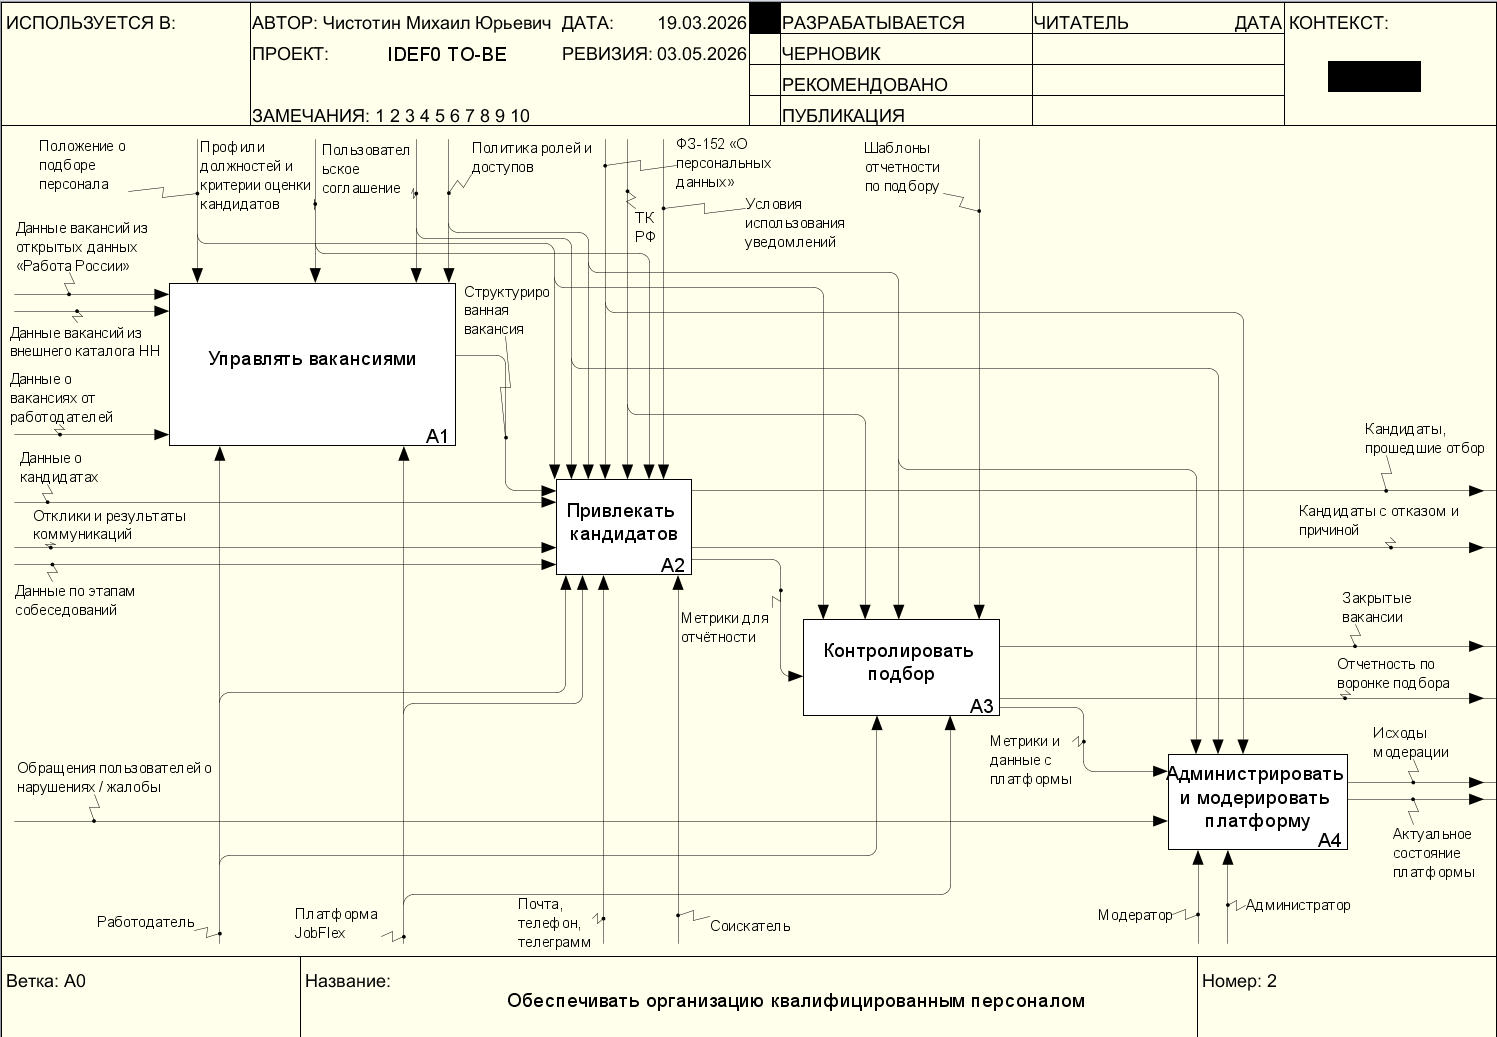 ИСПОЛЬЗУЕТСЯ В:
АВТОР: Чистотин Михаил Юрьевич ДАТА: 19.03.2026
ПРОЕКТ: IDEF0 TO-BE РЕВИЗИЯ: 03.05.2026
ЗАМЕЧАНИЯ: 1 2 3 4 5 6 7 8 9 10
РАЗРАБАТЫВАЕТСЯ
ЧЕРНОВИК
РЕКОМЕНДОВАНО
ПУБЛИКАЦИЯ
ЧИТАТЕЛЬ ДАТА
КОНТЕКСТ:
Положение о
подборе
персонала
Профили
должностей и
критерии оценки
кандидатов
Пользовател
ьское
соглашение
Политика ролей и
доступов
ФЗ-152 «О
персональных
данных»
ТК
РФ
Условия
использования
уведомлений
Шаблоны
отчетности
по подбору
Данные вакансий из
открытых данных
«Работа России»
Данные вакансий из
внешнего каталога HH
Данные о
вакансиях от
работодателей
Управлять вакансиями
A1
Структуриро
ванная
вакансия
Данные о
кандидатах
Отклики и результаты
коммуникаций
Данные по этапам
собеседований
Привлекать
кандидатов
A2
Кандидаты,
прошедшие отбор
Кандидаты с отказом и
причиной
Метрики для
отчётности
Контролировать
подбор
A3
Закрытые
вакансии
Отчетность по
воронке подбора
Метрики и
данные с
платформы
Обращения пользователей о
нарушениях / жалобы
Администрировать
и модерировать
платформу
A4
Исходы
модерации
Актуальное
состояние
платформы
Работодатель
Платформа
JobFlex
Почта,
телефон,
телеграмм
Соискатель
Модератор
Администратор
Ветка: A0
Название:
Обеспечивать организацию квалифицированным персоналом
Номер: 2